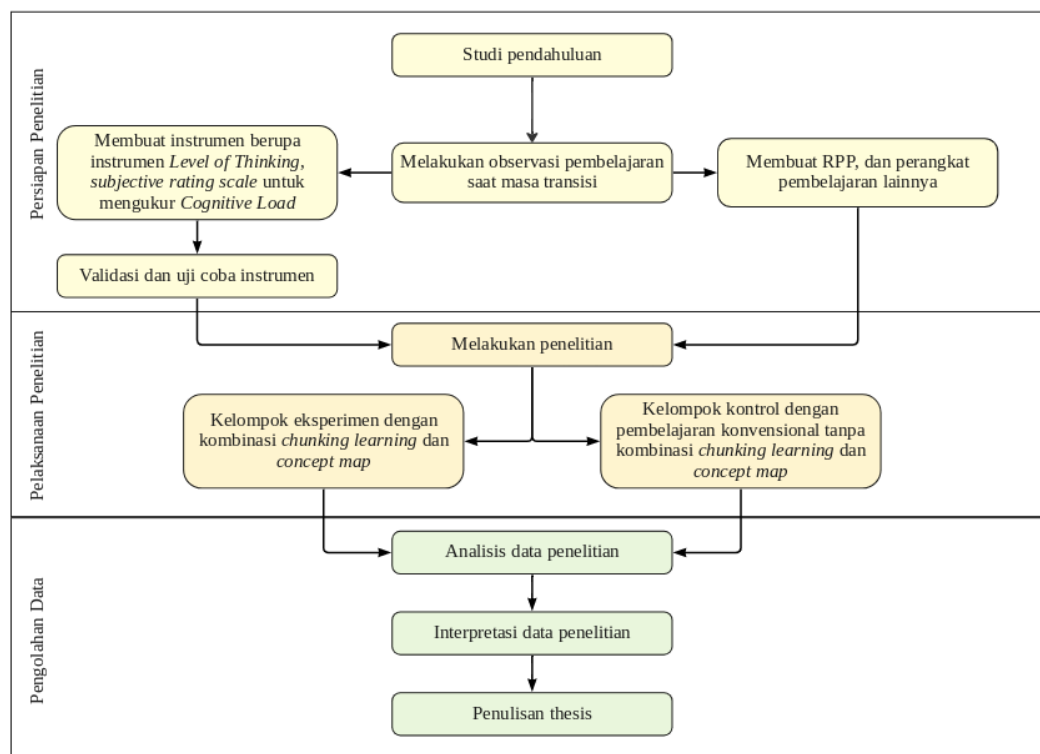 Persiapan Penelitian
Studi pendahuluan
Membuat instrumen berupa
instrumen Level of Thinking,
subjective rating scale untuk
mengukur Cognitive Load
Melakukan observasi pembelajaran
saat masa transisi
Membuat RPP, dan perangkat
pembelajaran lainnya
Validasi dan uji coba instrumen
Pelaksanaan Penelitian
Melakukan penelitian
Kelompok eksperimen dengan
kombinasi chunking learning dan
concept map
Kelompok kontrol dengan
pembelajaran konvensional tanpa
kombinasi chunking learning dan
concept map
Pengolahan Data
Analisis data penelitian
Interpretasi data penelitian
Penulisan thesis